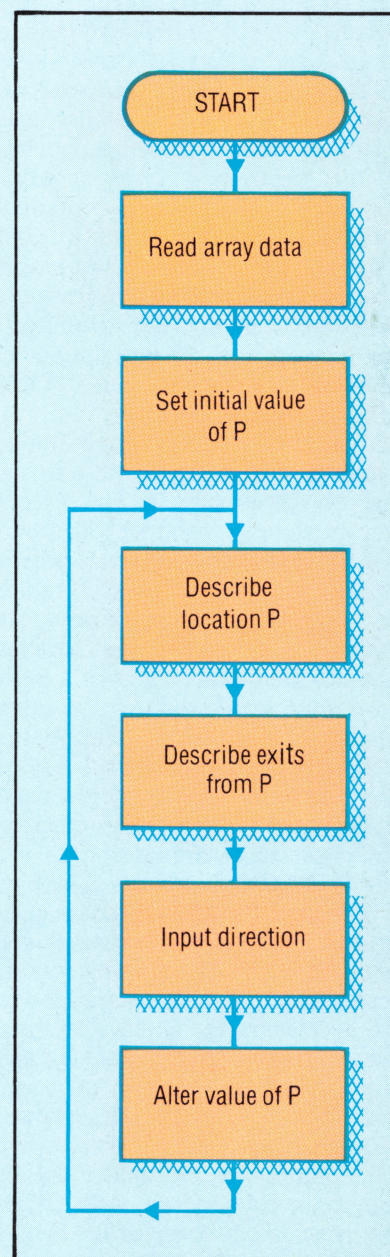 START
Read array data
Set initial value
of P
Describe
location P
Describe exits
from P
Input direction
Alter value of P